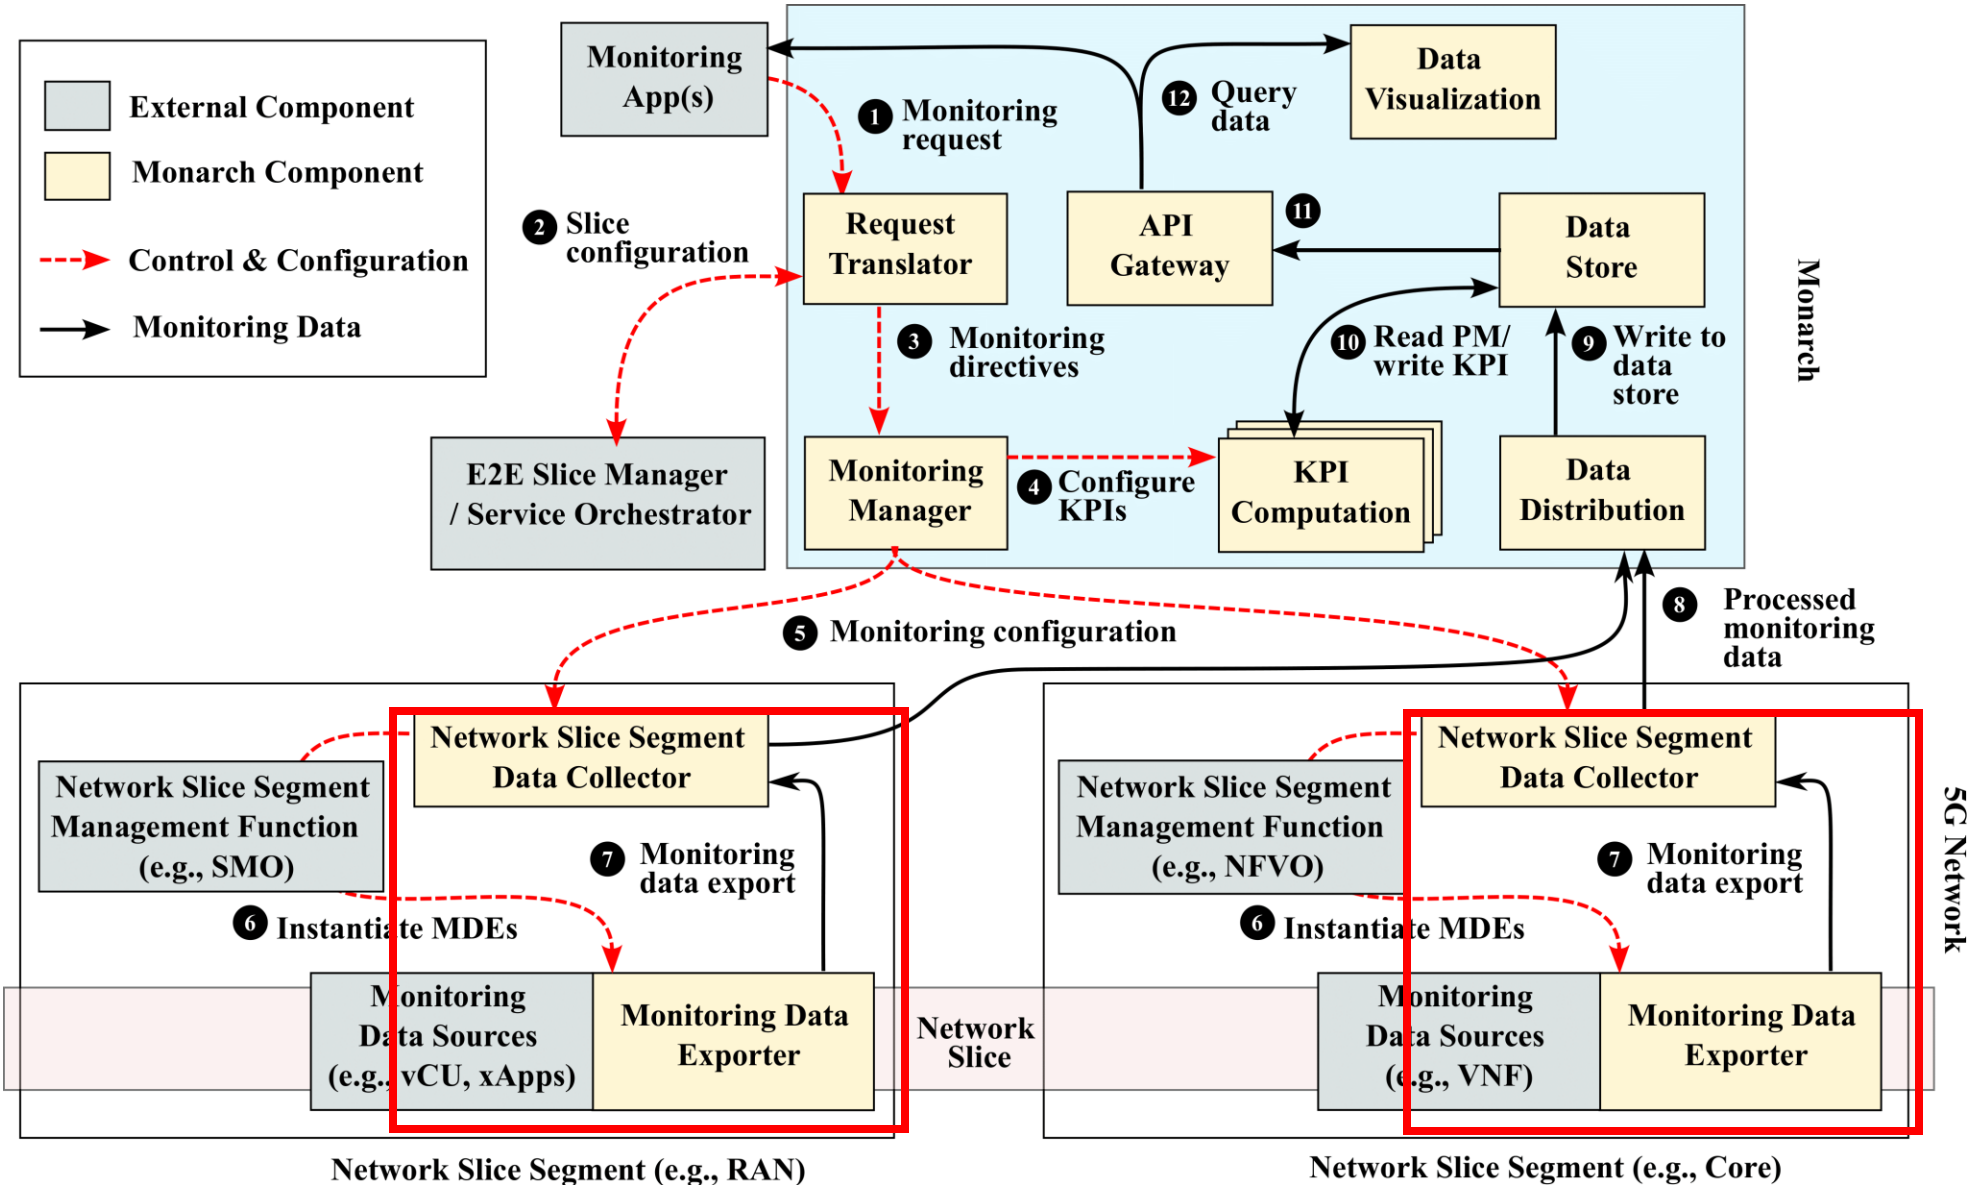 External Component
Monarch Component
Control & Configuration
Monitoring Data
Monitoring
App(s)
1 Monitoring
request
12 Query
data
Data
Visualization
2 Slice
configuration
Request
Translator
API
Gateway
11
Data
Store
Monarch
3 Monitoring
directives
10 Read PM/
write KPI
9 Write to
data
store
E2E Slice Manager
/ Service Orchestrator
Monitoring
Manager
4 Configure
KPIs
KPI
Computation
Data
Distribution
5 Monitoring configuration
8 Processed
monitoring
data
Network Slice Segment
Data Collector
Network Slice Segment
Management Function
(e.g., SMO)
7 Monitoring
data export
6 Instantiate MDEs
Monitoring
Data Sources
(e.g., vCU, xApps)
Monitoring Data
Exporter
Network
Slice
Network Slice Segment (e.g., RAN)
Network Slice Segment
Data Collector
Network Slice Segment
Management Function
(e.g., NFVO)
7 Monitoring
data export
6 Instantiate MDEs
Monitoring
Data Sources
(e.g., VNF)
Monitoring Data
Exporter
5G Network
Network Slice Segment (e.g., Core)